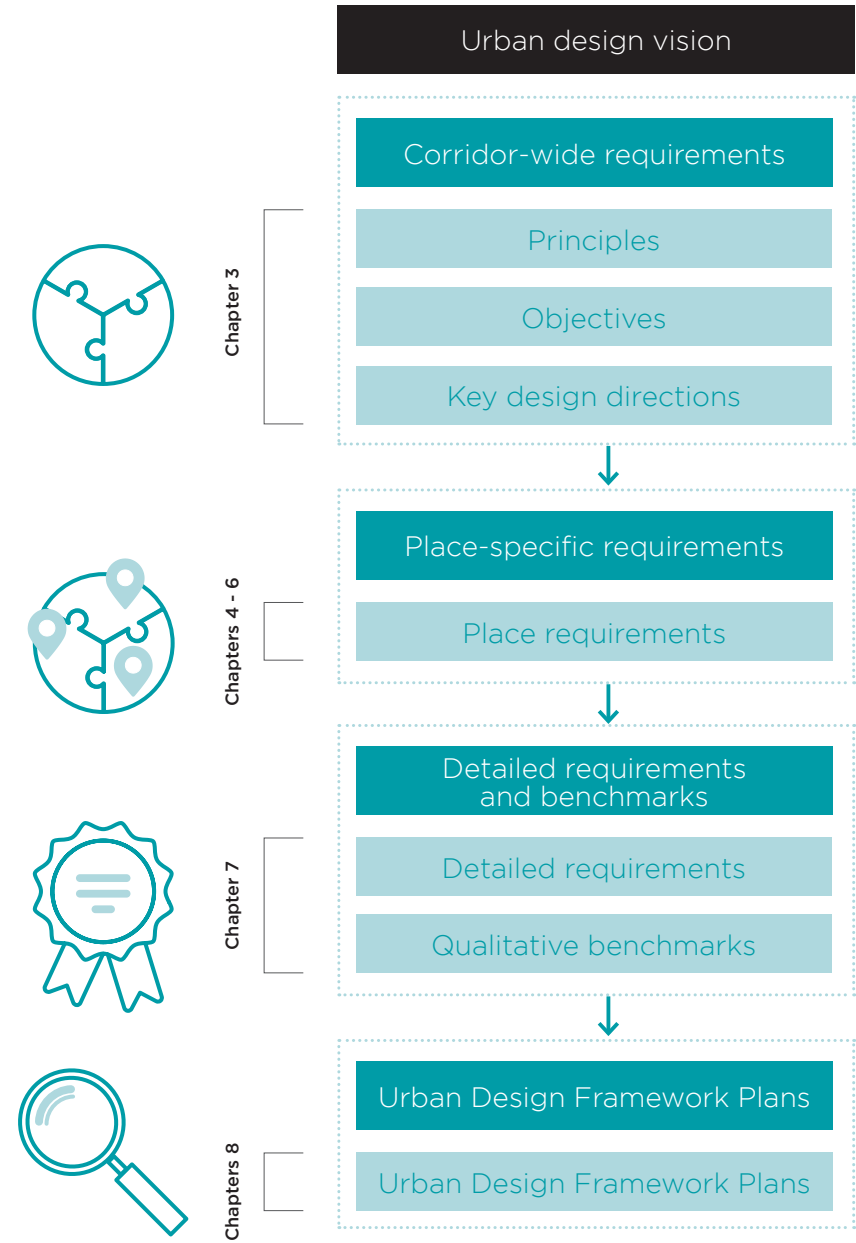 Urban design vision
Corridor-wide requirements
Chapter 3
Principles
Objectives
Key design directions
Place-specific requirements
Chapters 4 - 6
Place requirements
Detailed requirements
and benchmarks
Chapter 7
Detailed requirements
Qualitative benchmarks
Urban Design Framework Plans
Chapters 8
Urban Design Framework Plans